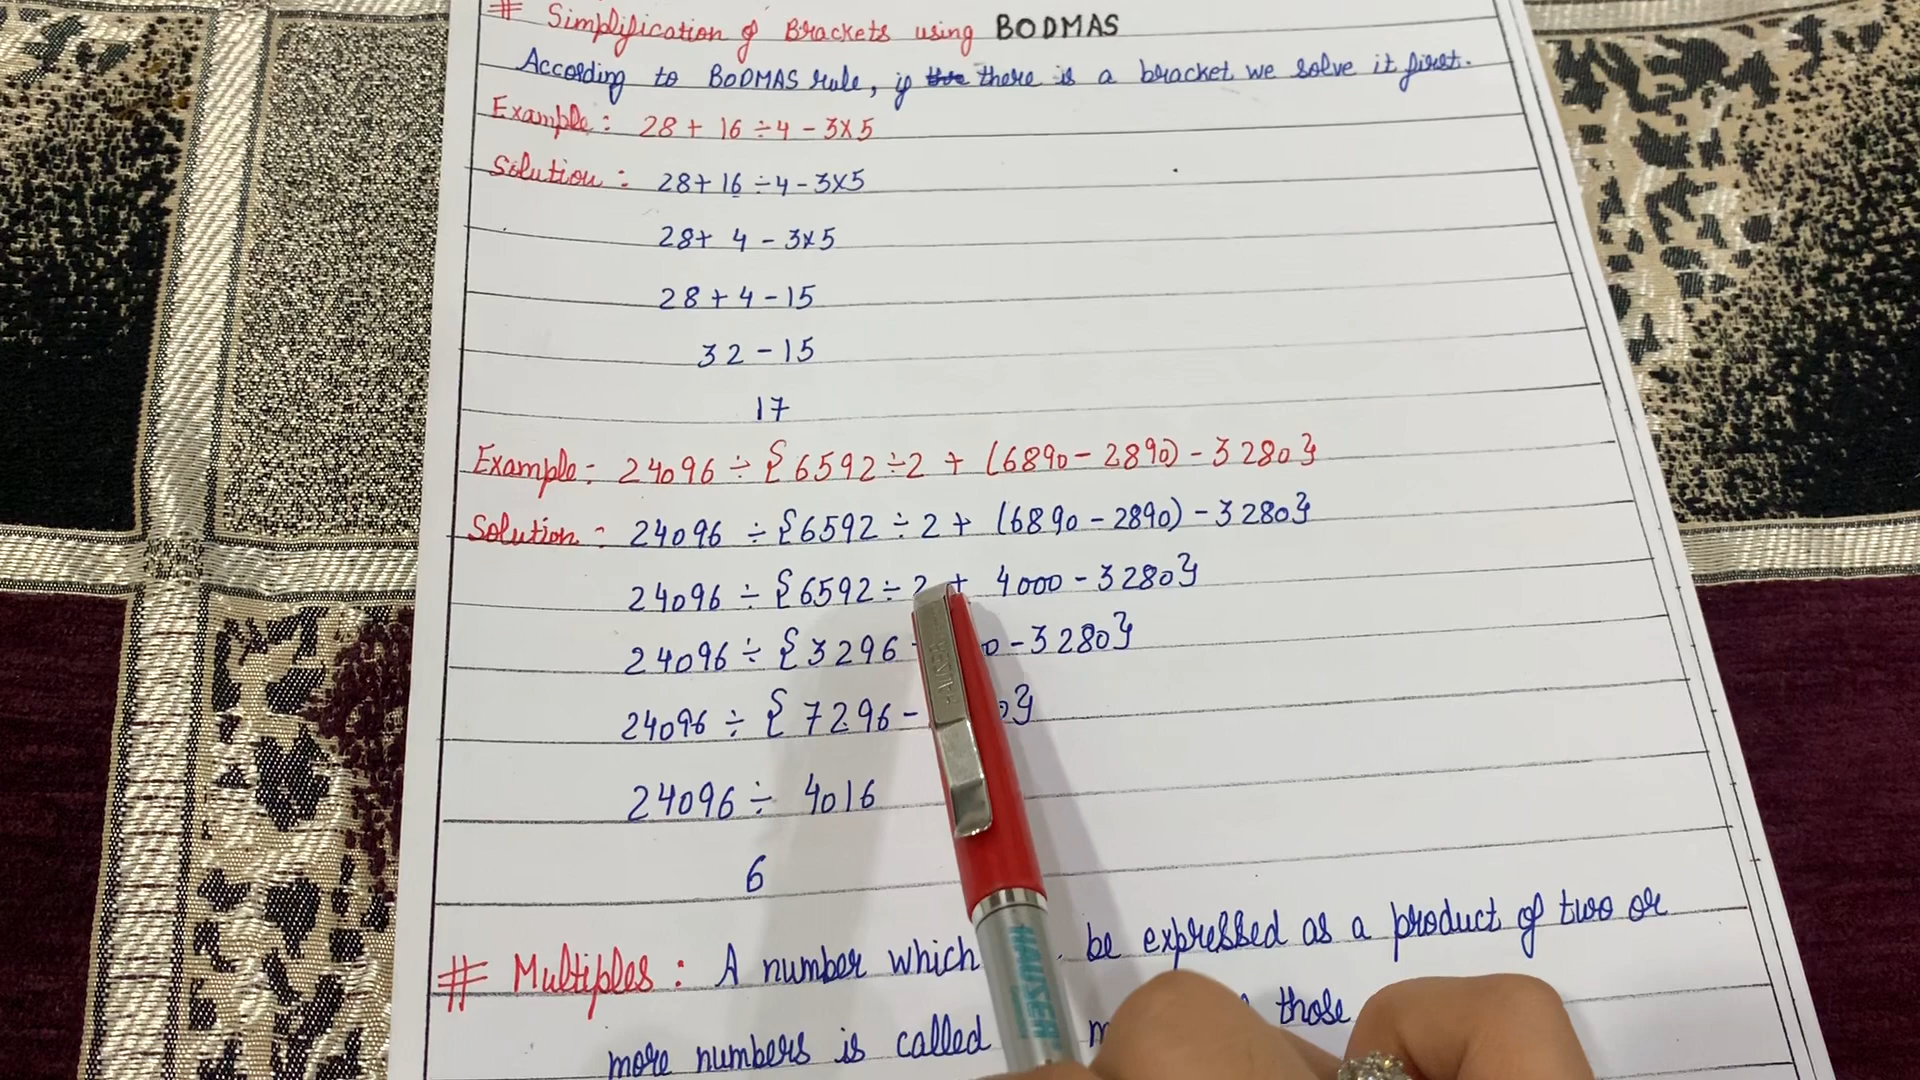 # Simplification of Brackets using BODMAS
According to BODMAS rule, if there is a bracket we solve it first.
Example: 28 + 16 ÷ 4 - 3×5
Solution: 28 + 16 ÷ 4 - 3×5
28 + 4 - 3×5
28 + 4 - 15
32 - 15
17
Example: 24096 ÷ {6592 ÷ 2 + (6890 - 2890) - 3280}
Solution - 24096 ÷ {6592 ÷ 2 + (6890 - 2890) - 3280}
24096 ÷ {6592 ÷ 2 + 4000 - 3280}
24096 ÷ {3296 0 - 3280}
24096 ÷ {7296 - 0}
24096 ÷ 4016
6
# Multiples: A number which be expressed as a product of two or
more numbers is called those
HAUSER